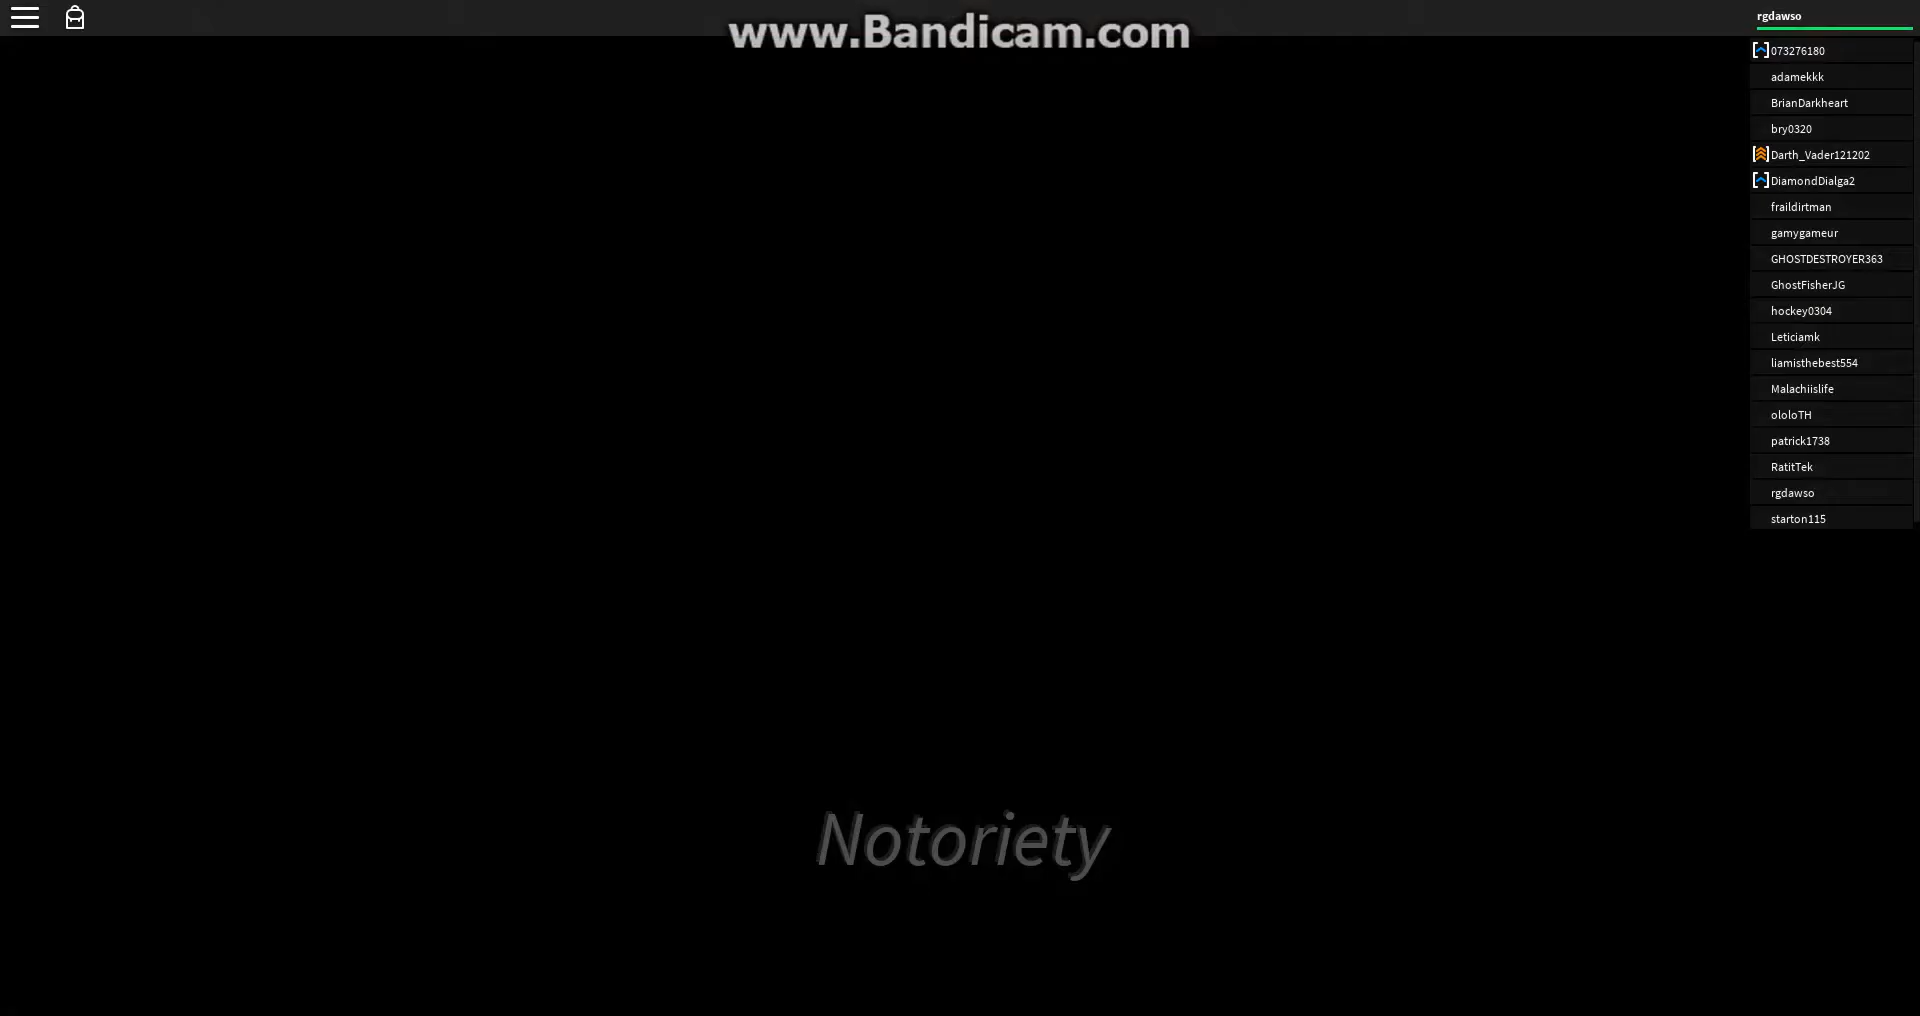 www.Bandicam.com
rgdawso
073276180
adamekkk
BrianDarkheart
bry0320
Darth_Vader121202
DiamondDialga2
fraildirtman
gamygameur
GHOSTDESTROYER363
GhostFisherJG
hockey0304
Leticiamk
liamisthebest554
Malachiislife
ololoTH
patrick1738
RatitTek
rgdawso
starton115
Notoriety